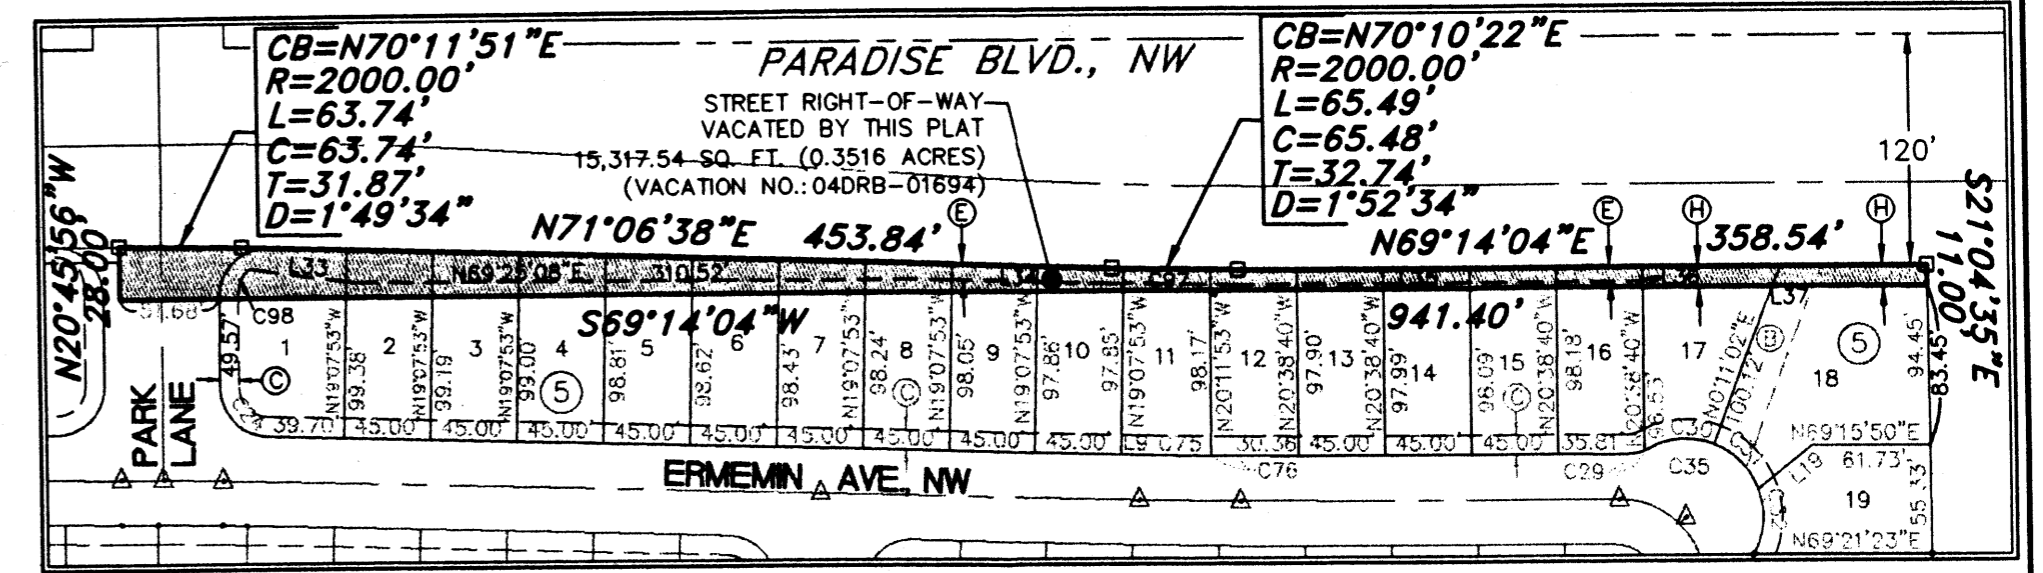 CB=N70°11'51"E
R=2000.00'
L=63.74'
C=63.74'
T=31.87'
D=1°49'34"
PARADISE BLVD., NW
STREET RIGHT-OF-WAY
VACATED BY THIS PLAT
15,317.54 SQ. FT. (0.3516 ACRES)
(VACATION NO.: 04DRB-01694)
CB=N70°10'22"E
R=2000.00'
L=65.49'
C=65.48'
T=32.74'
D=1°52'34"
120'
N20°45'56"W
28.00'
N71°06'38"E 453.84'
E
N69°14'04"E 358.54'
E
H
H
S21°04'35"E
11.00'
L33
N69°25'08"E 310.52'
L34
C97
L36
L37
51.68
C98
S69°14'04"W
941.40'
49.57'
1
N19°07'53"W
99.38'
2
N19°07'53"W
99.19'
3
N19°07'53"W
99.00'
4
98.81'
5
98.62'
6
98.43'
7
N19°07'53"W
98.24'
8
N19°07'53"W
98.05'
9
N19°07'53"W
97.86'
10
97.85'
N19°07'53"W
11
98.17'
N20°11'53"W
12
N20°38'40"W
97.90'
13
N20°38'40"W
97.99'
14
98.09'
15
N20°38'40"W
98.18'
16
N20°38'40"W
96.53'
17
N0°11'02"E
100.12'
B
18
5
94.45'
83.45'
C
5
C
C
PARK
LANE
39.70'
45.00'
45.00'
45.00'
45.00'
45.00'
45.00'
45.00'
45.00'
45.00'
L9
C75
30.36
45.00'
45.00'
45.00'
35.81'
C30
N69°15'50"E
C76
C29
C35
L19
61.73'
ERMEMIN AVE., NW
19
55.33'
N69°21'23"E